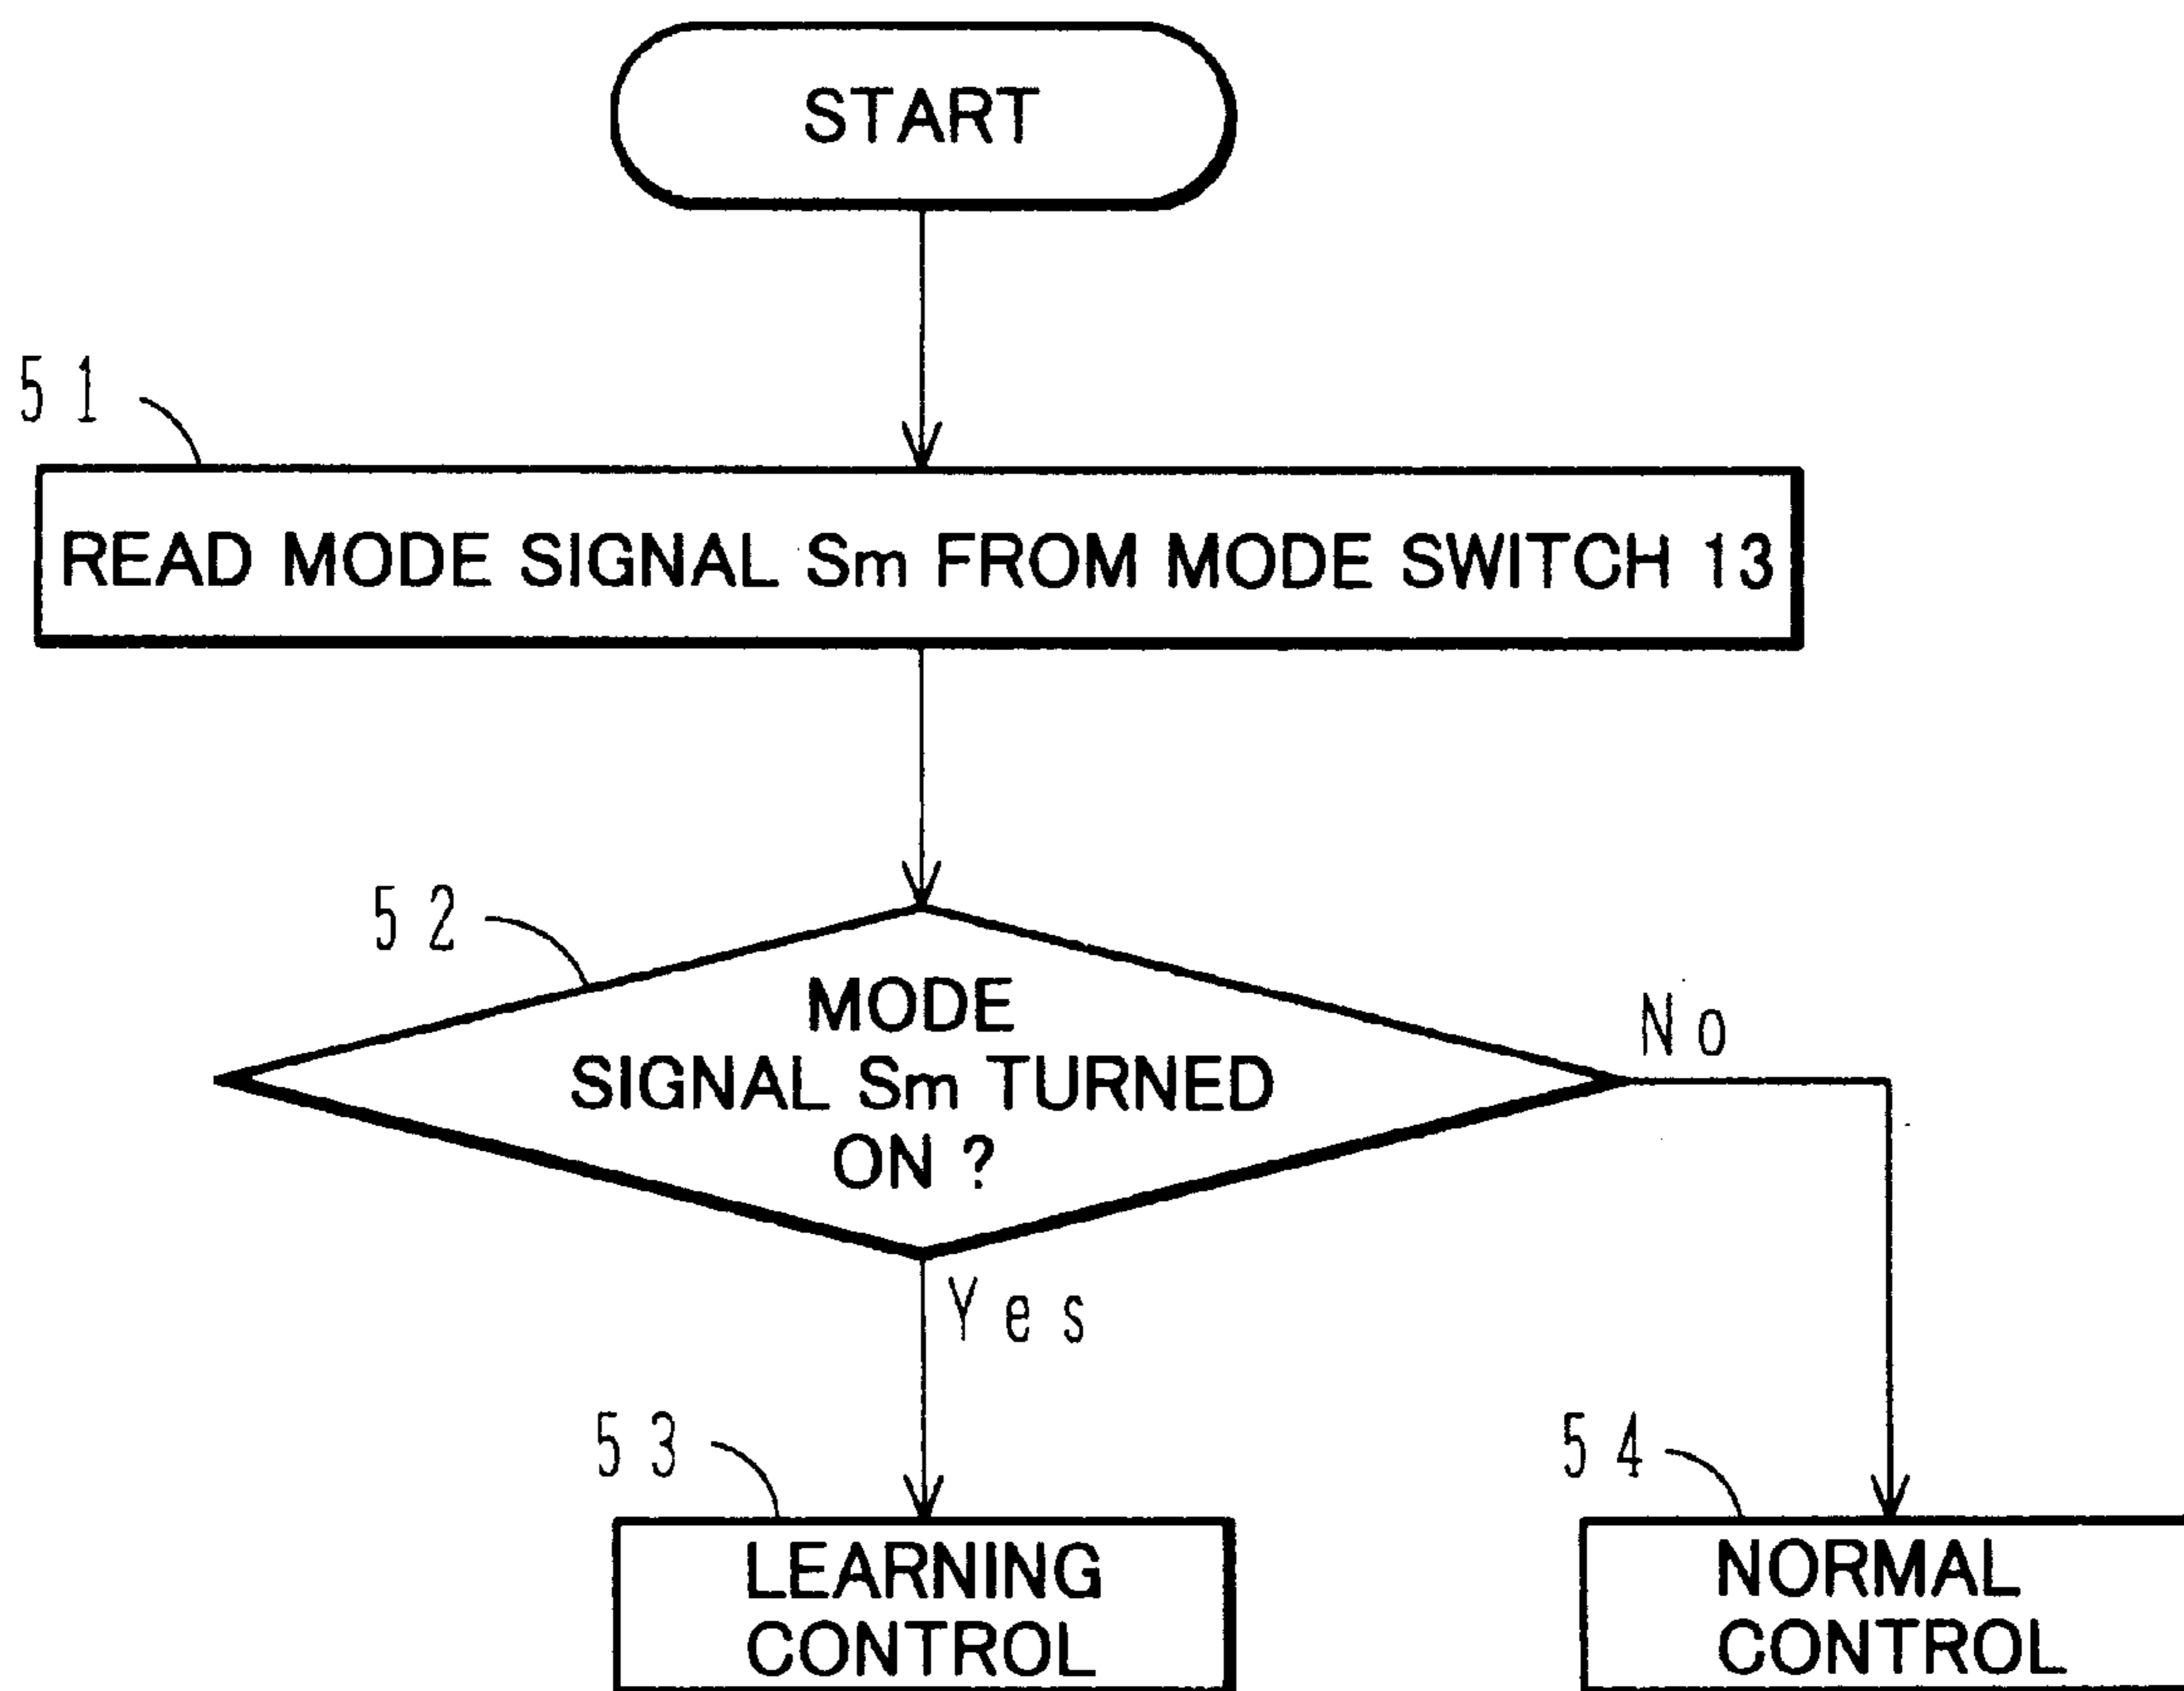 START
51
READ MODE SIGNAL Sm FROM MODE SWITCH 13
52
MODE
SIGNAL Sm TURNED
ON ?
No
Yes
53
LEARNING
CONTROL
54
NORMAL
CONTROL